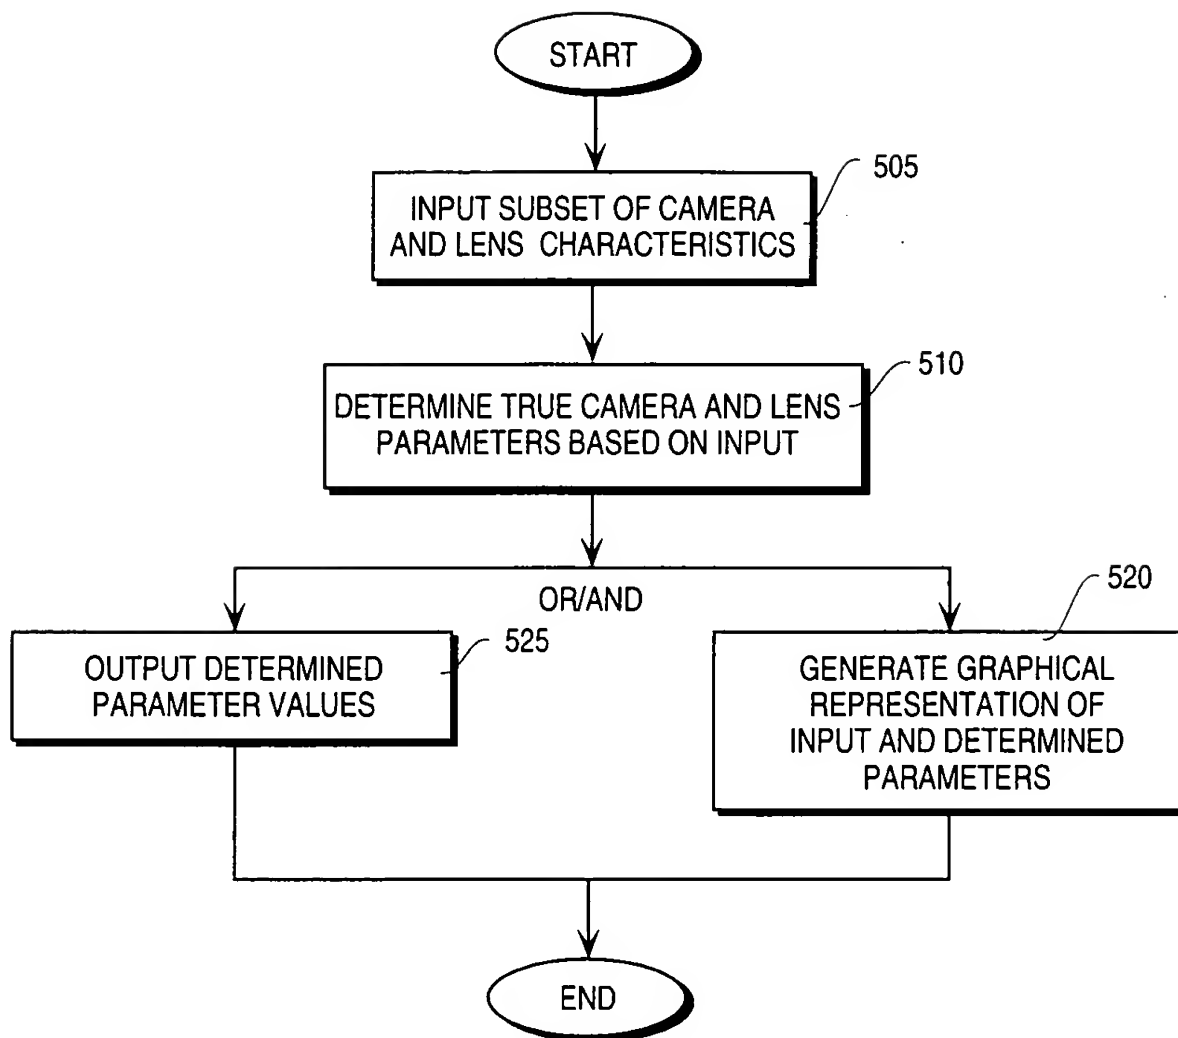 START
505
INPUT SUBSET OF CAMERA
AND LENS CHARACTERISTICS
510
DETERMINE TRUE CAMERA AND LENS
PARAMETERS BASED ON INPUT
OR/AND
525
OUTPUT DETERMINED
PARAMETER VALUES
520
GENERATE GRAPHICAL
REPRESENTATION OF
INPUT AND DETERMINED
PARAMETERS
END